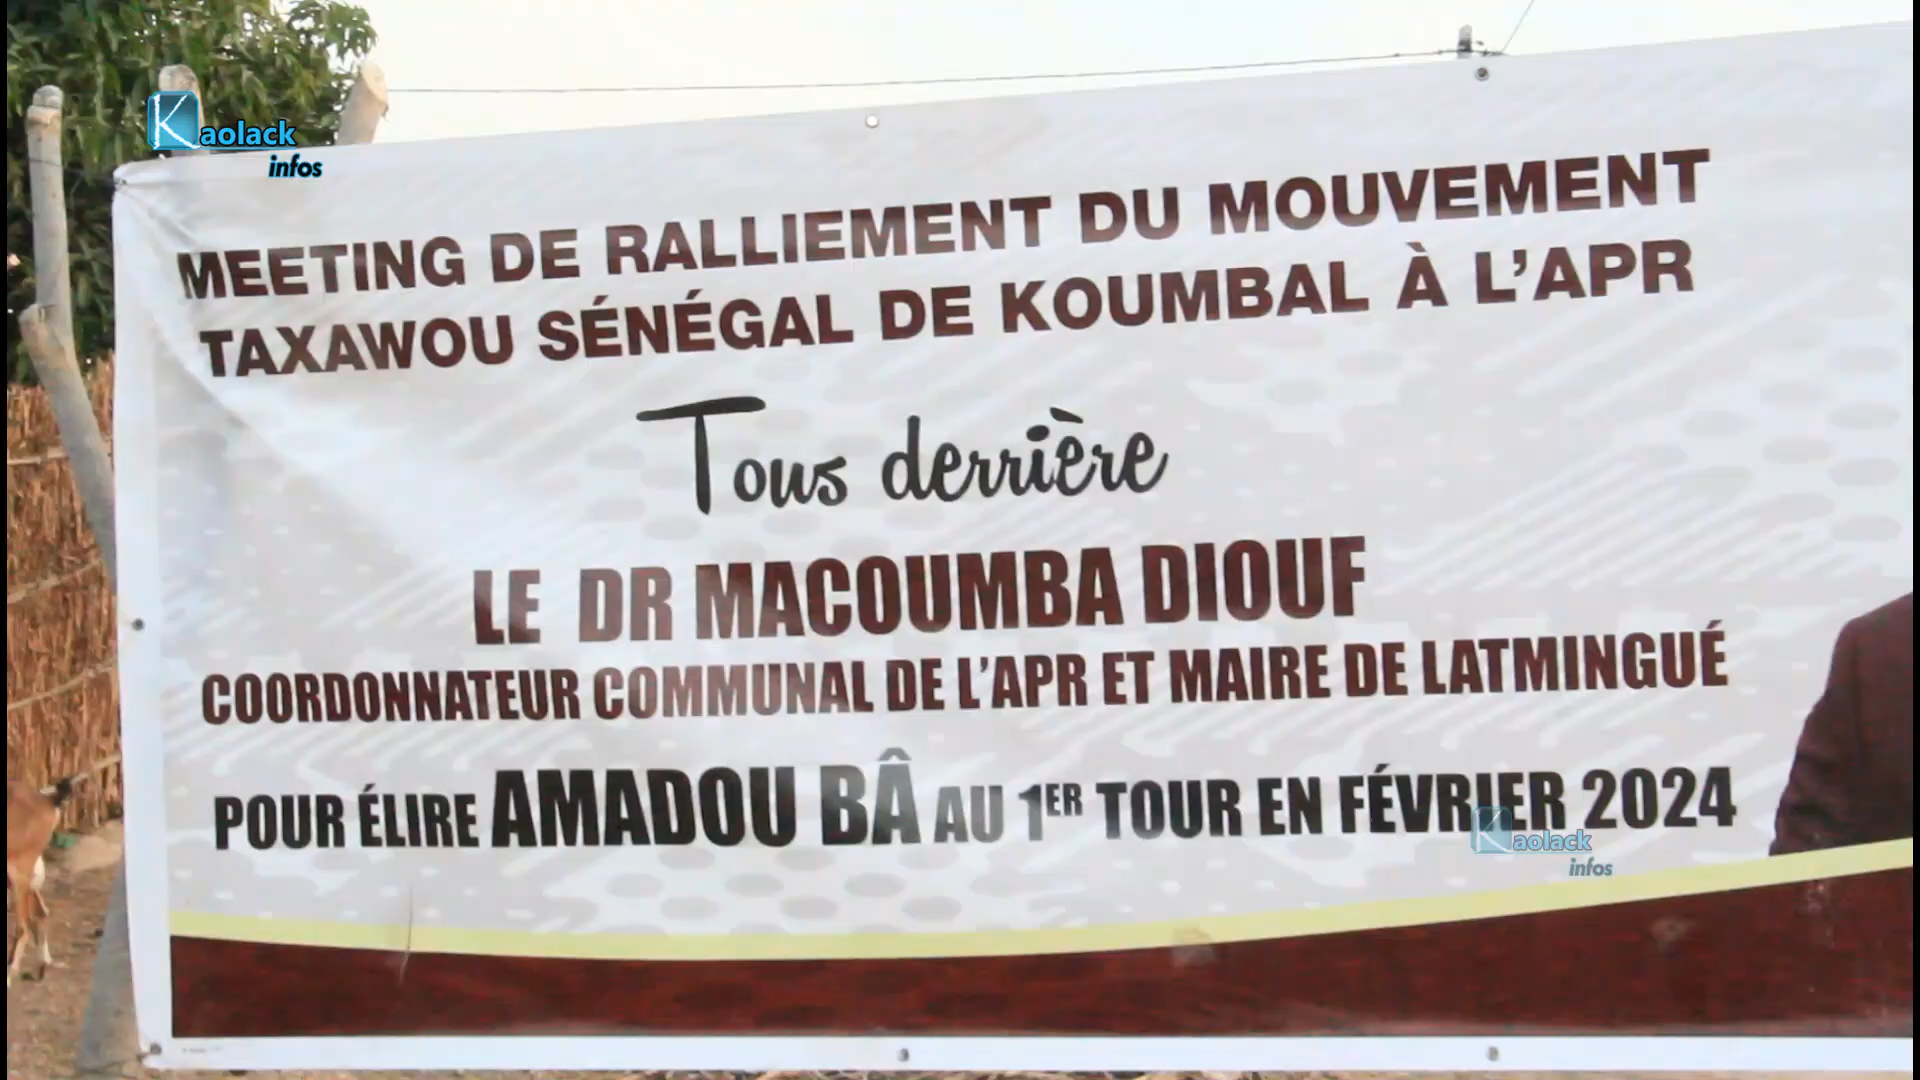 Kaolack
infos
MEETING DE RALLIEMENT DU MOUVEMENT
TAXAWOU SÉNÉGAL DE KOUMBAL À L'APR
Tous derrière
LE DR MACOUMBA DIOUF
COORDONNATEUR COMMUNAL DE L'APR ET MAIRE DE LATMINGUÉ
POUR ÉLIRE AMADOU BÂ AU 1ER TOUR EN FÉVRIER 2024
Kaolack
infos